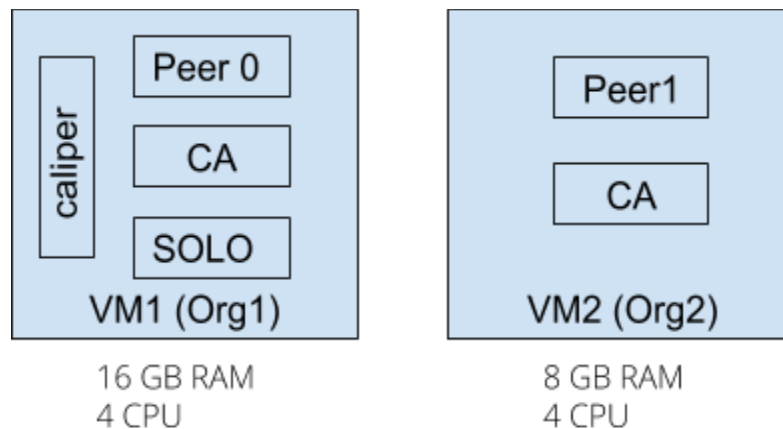 caliper
Peer 0
CA
SOLO
VM1 (Org1)
16 GB RAM
4 CPU
Peer1
CA
VM2 (Org2)
8 GB RAM
4 CPU